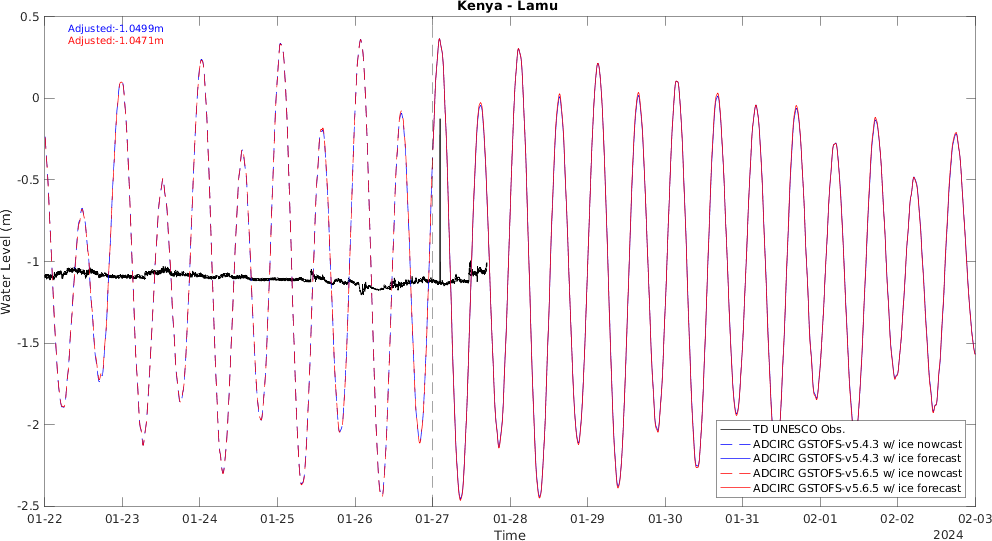 Kenya - Lamu
Adjusted:-1.0499m
Adjusted:-1.0471m
Water Level (m)
0.5
0
-0.5
-1
-1.5
-2
-2.5
TD UNESCO Obs.
ADCIRC GSTOFS-v5.4.3 w/ ice nowcast
ADCIRC GSTOFS-v5.4.3 w/ ice forecast
ADCIRC GSTOFS-v5.6.5 w/ ice nowcast
ADCIRC GSTOFS-v5.6.5 w/ ice forecast
01-22 01-23 01-24 01-25 01-26 01-27 01-28 01-29 01-30 01-31 02-01 02-02 02-03
Time
2024